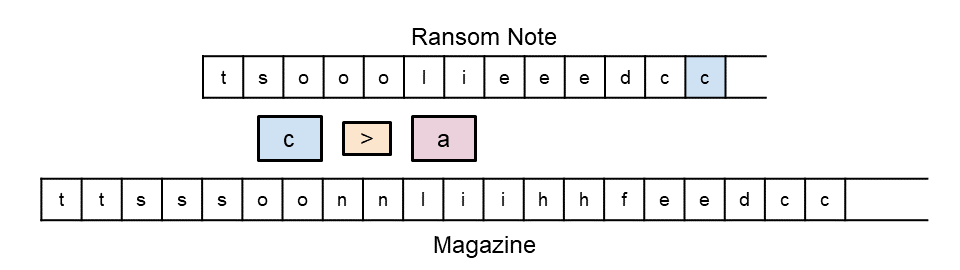 Ransom Note
t s o o o l i e e e d c c
c > a
t t s s s o o n n l i i h h f e e d c c
Magazine